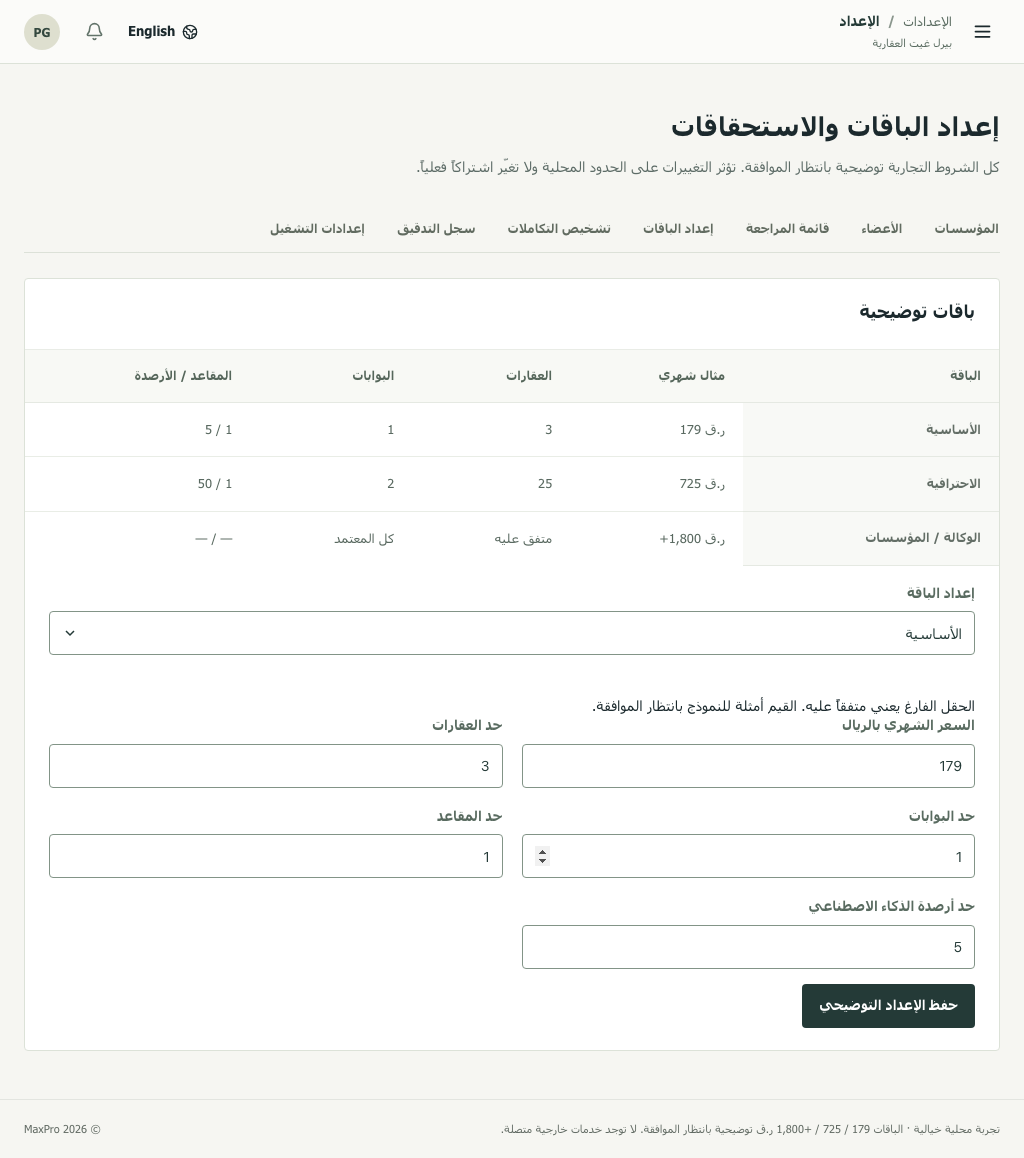 الإعدادات / الإعداد
بيرل غيت العقارية
English
PG
إعداد الباقات والاستحقاقات
كل الشروط التجارية توضيحية بانتظار الموافقة. تؤثر التغييرات على الحدود المحلية ولا تغيّر اشتراكاً فعلياً.
المؤسسات الأعضاء قائمة المراجعة إعداد الباقات تشخيص التكاملات سجل التدقيق إعدادات التشغيل
باقات توضيحية
الباقة مثال شهري العقارات البوابات المقاعد / الأرصدة
الأساسية ر.ق 179 3 1 1 / 5
الاحترافية ر.ق 725 25 2 1 / 50
الوكالة / المؤسسات ر.ق 1,800+ متفق عليه كل المعتمد — / —
إعداد الباقة
الأساسية
الحقل الفارغ يعني متفقاً عليه. القيم أمثلة للنموذج بانتظار الموافقة.
السعر الشهري بالريال حد العقارات
179 3
حد البوابات حد المقاعد
1 1
حد أرصدة الذكاء الاصطناعي
5
حفظ الإعداد التوضيحي
تجربة محلية خيالية · الباقات 179 / 725 / 1,800+ ر.ق توضيحية بانتظار الموافقة. لا توجد خدمات خارجية متصلة.
© 2026 MaxPro